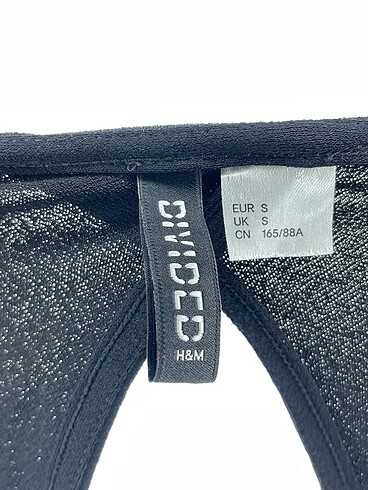 DIVIDED
H&M
EUR S
UK S
CN 165/88A